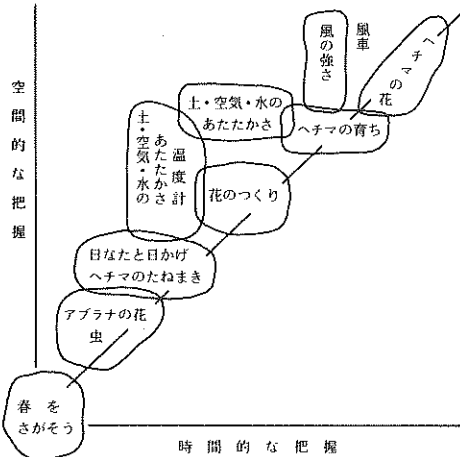 空間的な把握
春を
さがそう
アブラナの花
虫
日なたと日かげ
ヘチマのたねまき
温度計
土・空気・水の
あたたかさ
花のつくり
土・空気・水の
あたたかさ
ヘチマの育ち
風車
風の強さ
ヘチマの花
時間的な把握